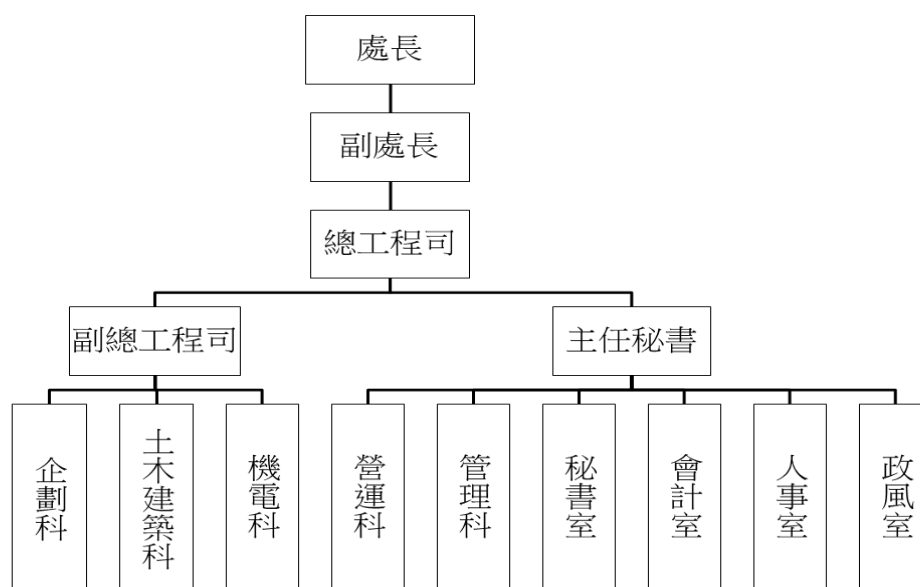 處長
副處長
總工程司
副總工程司
主任秘書
企劃科
土木建築科
機電科
營運科
管理科
秘書室
會計室
人事室
政風室